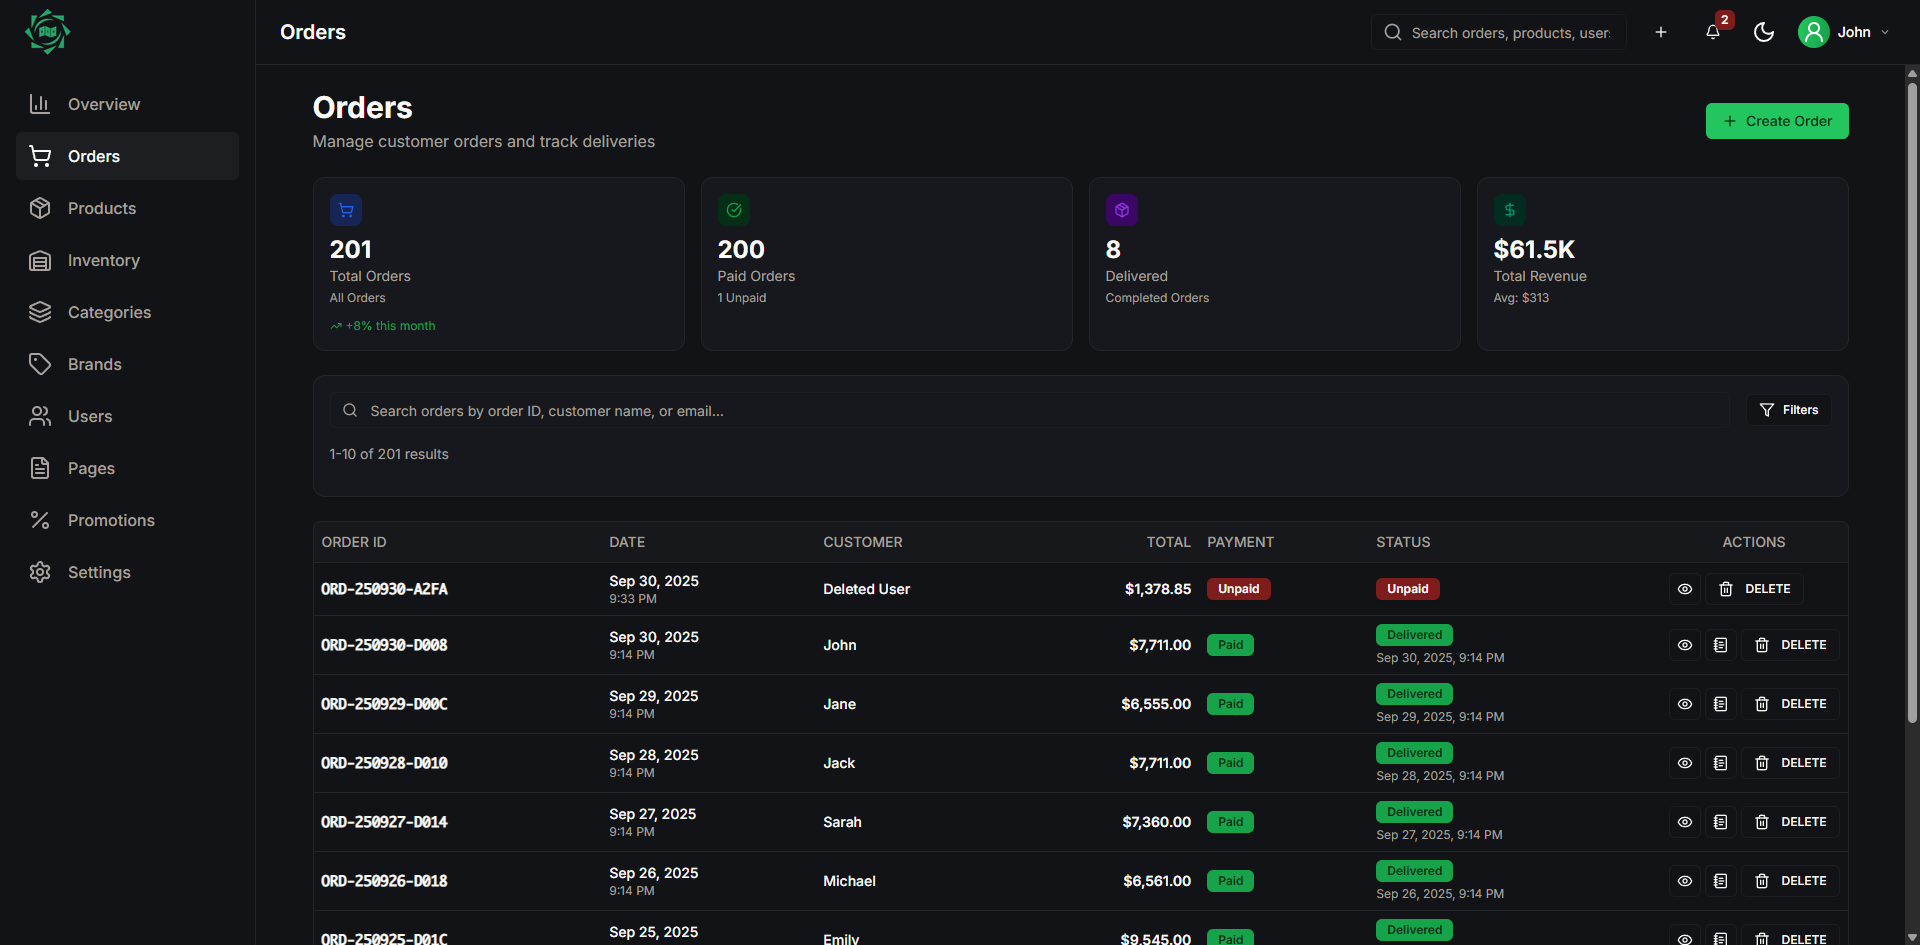 Orders
Search orders, products, user
2
John
Overview
Orders
Products
Inventory
Categories
Brands
Users
Pages
Promotions
Settings
Orders
Manage customer orders and track deliveries
Create Order
201
Total Orders
All Orders
+8% this month
200
Paid Orders
1 Unpaid
8
Delivered
Completed Orders
$61.5K
Total Revenue
Avg: $313
Search orders by order ID, customer name, or email...
Filters
1-10 of 201 results
ORDER ID DATE CUSTOMER TOTAL PAYMENT STATUS ACTIONS
ORD-250930-A2FA Sep 30, 2025 9:33 PM Deleted User $1,378.85 Unpaid Unpaid DELETE
ORD-250930-D008 Sep 30, 2025 9:14 PM John $7,711.00 Paid Delivered Sep 30, 2025, 9:14 PM DELETE
ORD-250929-D00C Sep 29, 2025 9:14 PM Jane $6,555.00 Paid Delivered Sep 29, 2025, 9:14 PM DELETE
ORD-250928-D010 Sep 28, 2025 9:14 PM Jack $7,711.00 Paid Delivered Sep 28, 2025, 9:14 PM DELETE
ORD-250927-D014 Sep 27, 2025 9:14 PM Sarah $7,360.00 Paid Delivered Sep 27, 2025, 9:14 PM DELETE
ORD-250926-D018 Sep 26, 2025 9:14 PM Michael $6,561.00 Paid Delivered Sep 26, 2025, 9:14 PM DELETE
ORD-250925-D01C Sep 25, 2025 Emily $9,545.00 Paid Delivered DELETE